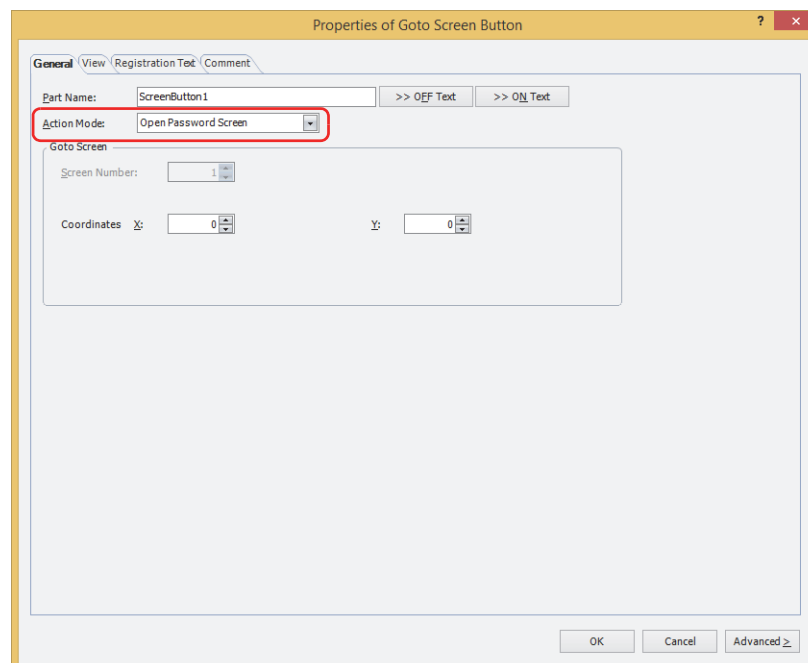 Properties of Goto Screen Button ? ×
General View Registration Text Comment
Part Name: ScreenButton1 >> OFF Text >> ON Text
Action Mode: Open Password Screen
Goto Screen
Screen Number: 1
Coordinates X: 0 Y: 0
OK Cancel Advanced >